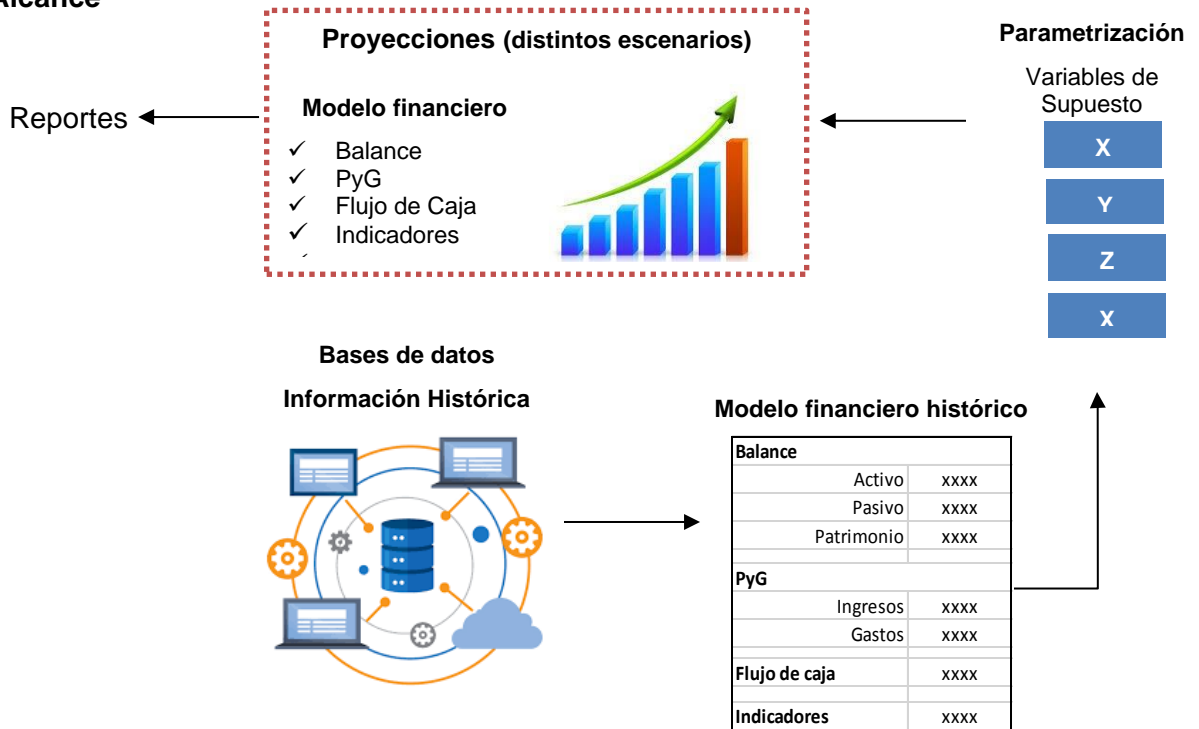 Alcance
Proyecciones (distintos escenarios)
Modelo financiero
✓ Balance
✓ PyG
✓ Flujo de Caja
✓ Indicadores
Reportes
Parametrización
Variables de
Supuesto
X
Y
Z
X
Bases de datos
Información Histórica
Modelo financiero histórico
Balance
Activo xxxx
Pasivo xxxx
Patrimonio xxxx
PyG
Ingresos xxxx
Gastos xxxx
Flujo de caja xxxx
Indicadores xxxx